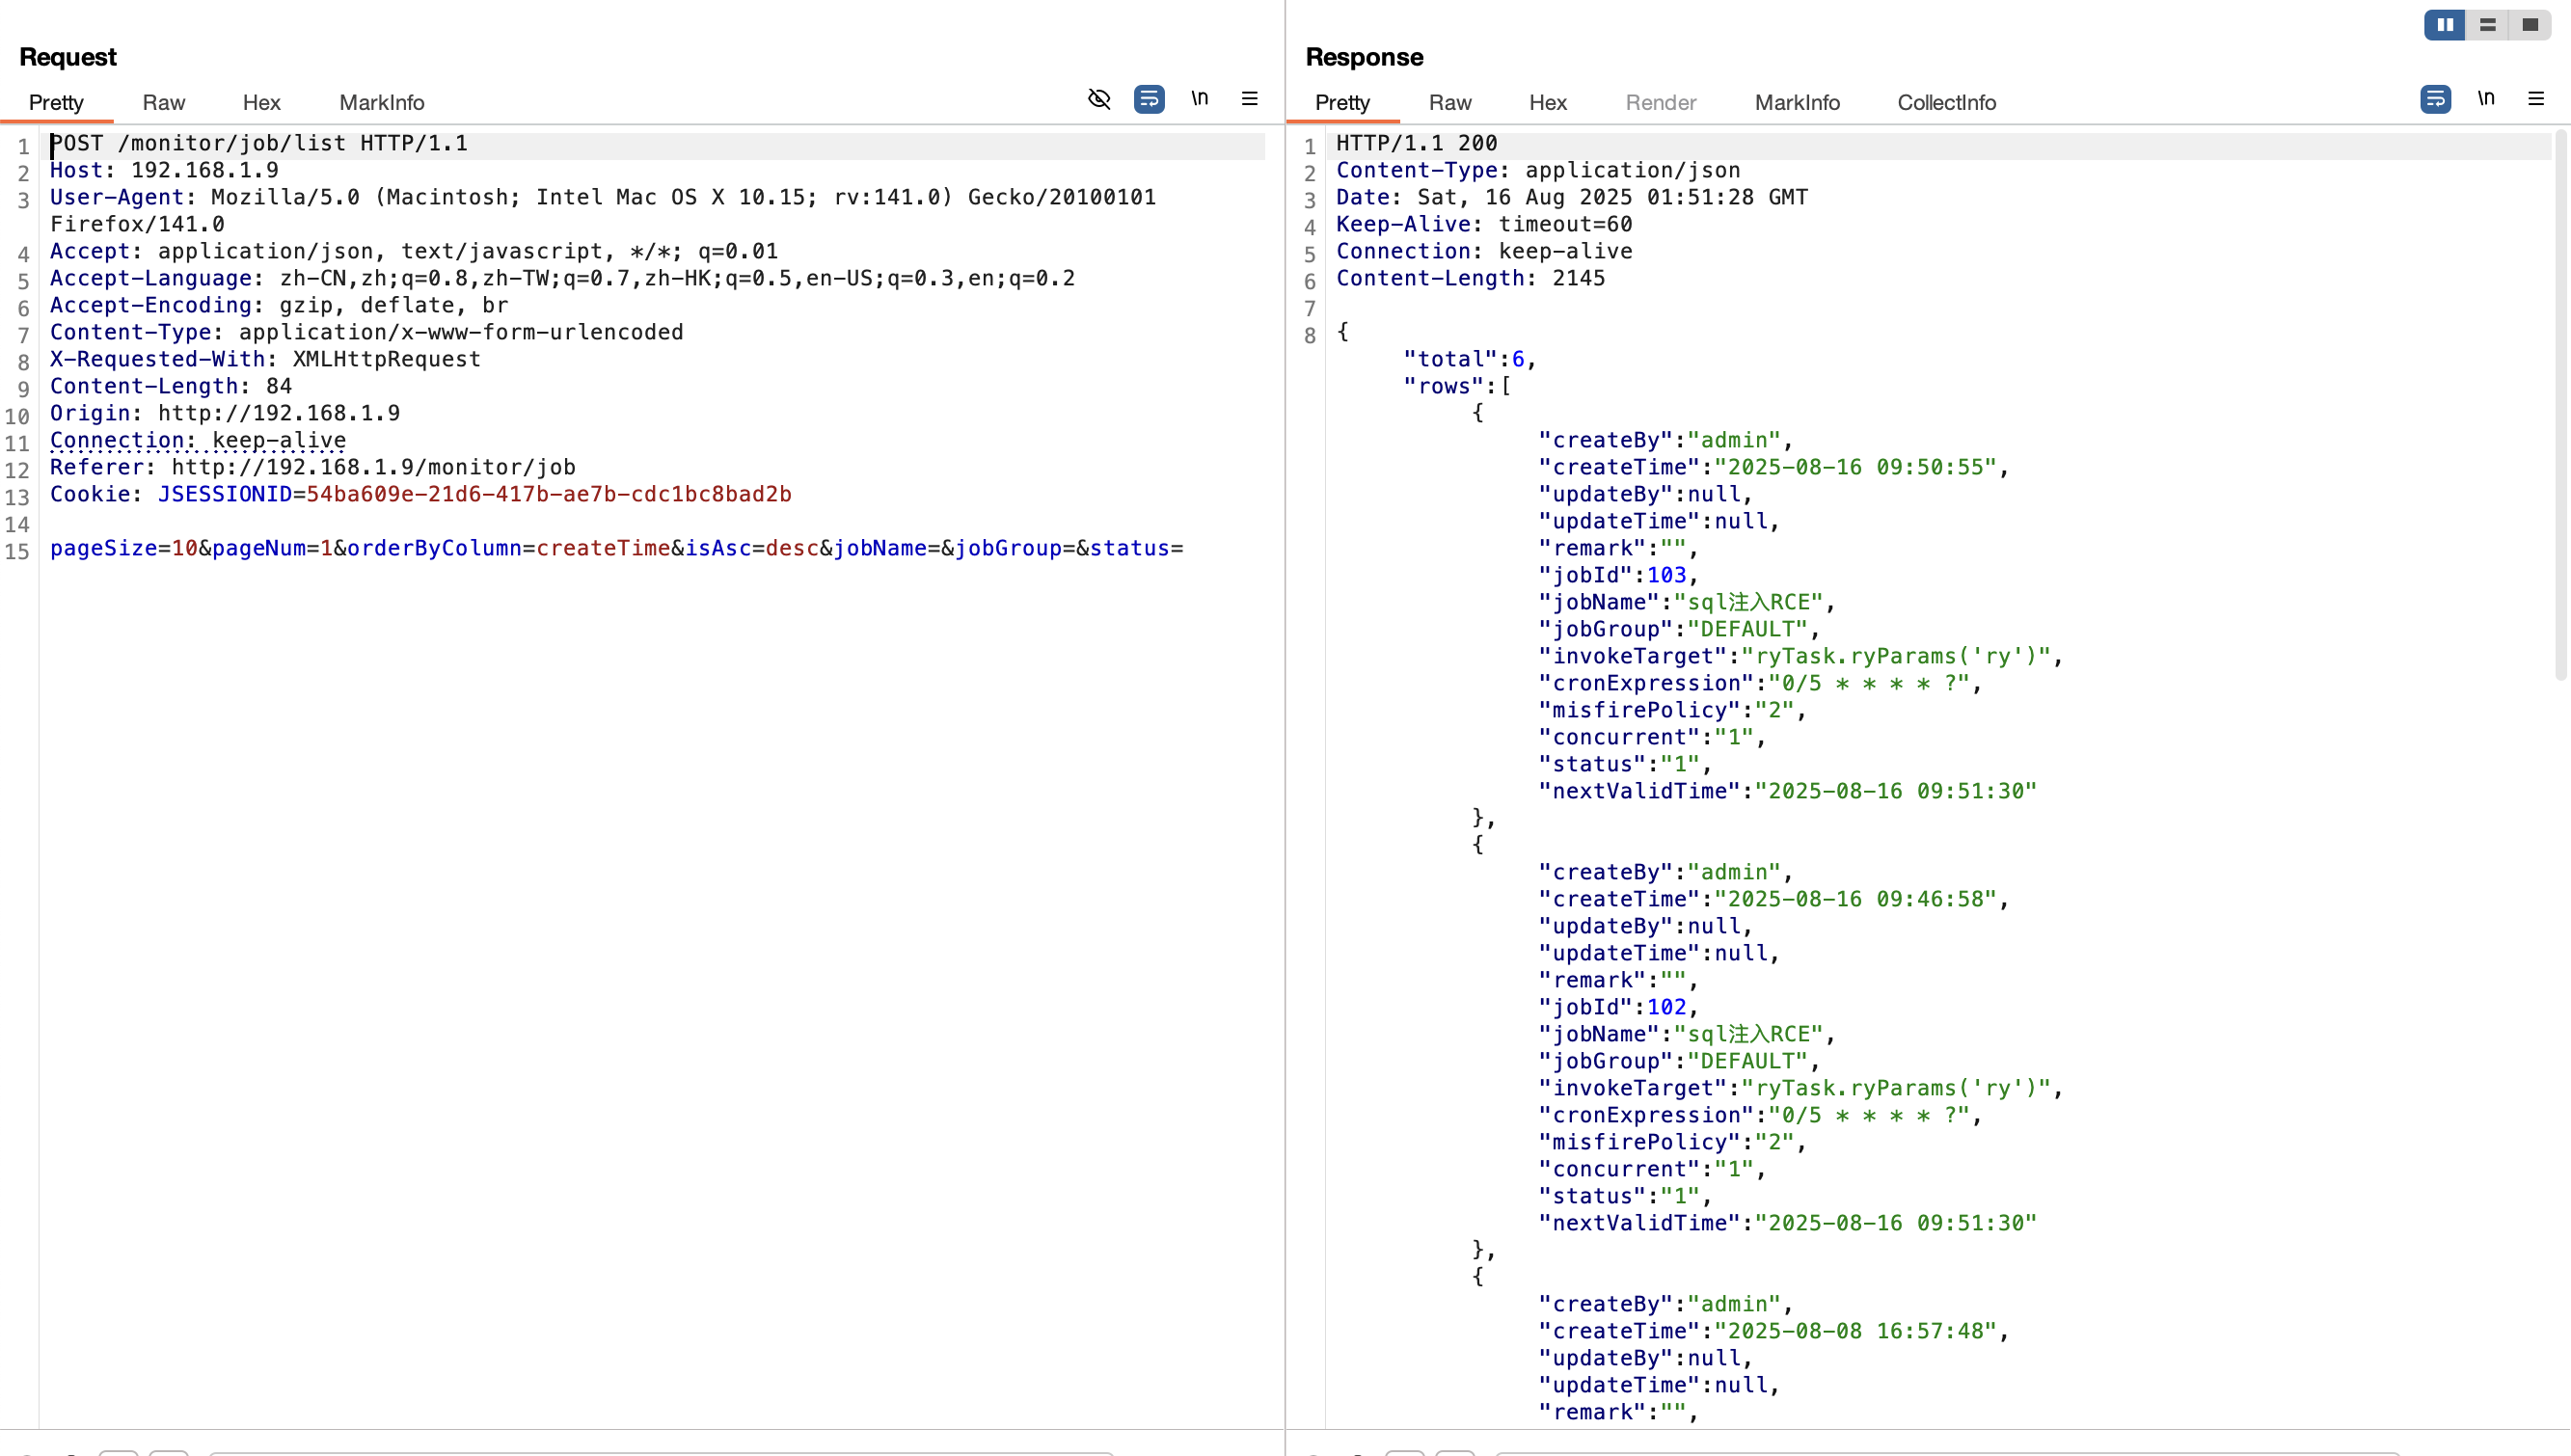 Request
Pretty Raw Hex MarkInfo \n
1 POST /monitor/job/list HTTP/1.1
2 Host: 192.168.1.9
3 User-Agent: Mozilla/5.0 (Macintosh; Intel Mac OS X 10.15; rv:141.0) Gecko/20100101
Firefox/141.0
4 Accept: application/json, text/javascript, */*; q=0.01
5 Accept-Language: zh-CN,zh;q=0.8,zh-TW;q=0.7,zh-HK;q=0.5,en-US;q=0.3,en;q=0.2
6 Accept-Encoding: gzip, deflate, br
7 Content-Type: application/x-www-form-urlencoded
8 X-Requested-With: XMLHttpRequest
9 Content-Length: 84
10 Origin: http://192.168.1.9
11 Connection: keep-alive
12 Referer: http://192.168.1.9/monitor/job
13 Cookie: JSESSIONID=54ba609e-21d6-417b-ae7b-cdc1bc8bad2b
14
15 pageSize=10&pageNum=1&orderByColumn=createTime&isAsc=desc&jobName=&jobGroup=&status=
Response
Pretty Raw Hex Render MarkInfo CollectInfo \n
1 HTTP/1.1 200
2 Content-Type: application/json
3 Date: Sat, 16 Aug 2025 01:51:28 GMT
4 Keep-Alive: timeout=60
5 Connection: keep-alive
6 Content-Length: 2145
7
8 {
"total":6,
"rows":[
{
"createBy":"admin",
"createTime":"2025-08-16 09:50:55",
"updateBy":null,
"updateTime":null,
"remark":"",
"jobId":103,
"jobName":"sql注入RCE",
"jobGroup":"DEFAULT",
"invokeTarget":"ryTask.ryParams('ry')",
"cronExpression":"0/5 * * * * ?",
"misfirePolicy":"2",
"concurrent":"1",
"status":"1",
"nextValidTime":"2025-08-16 09:51:30"
},
{
"createBy":"admin",
"createTime":"2025-08-16 09:46:58",
"updateBy":null,
"updateTime":null,
"remark":"",
"jobId":102,
"jobName":"sql注入RCE",
"jobGroup":"DEFAULT",
"invokeTarget":"ryTask.ryParams('ry')",
"cronExpression":"0/5 * * * * ?",
"misfirePolicy":"2",
"concurrent":"1",
"status":"1",
"nextValidTime":"2025-08-16 09:51:30"
},
{
"createBy":"admin",
"createTime":"2025-08-08 16:57:48",
"updateBy":null,
"updateTime":null,
"remark":"",